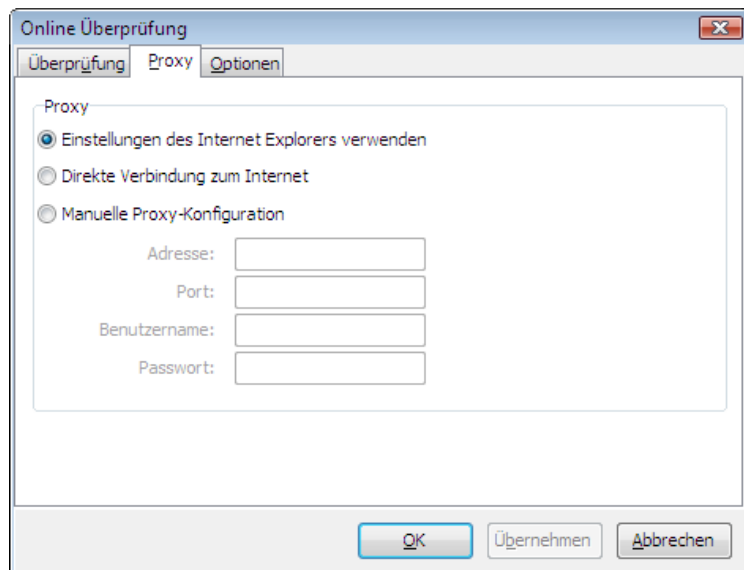 Online Überprüfung
Überprüfung Proxy Optionen
Proxy
Einstellungen des Internet Explorers verwenden
Direkte Verbindung zum Internet
Manuelle Proxy-Konfiguration
Adresse:
Port:
Benutzername:
Passwort:
OK Übernehmen Abbrechen